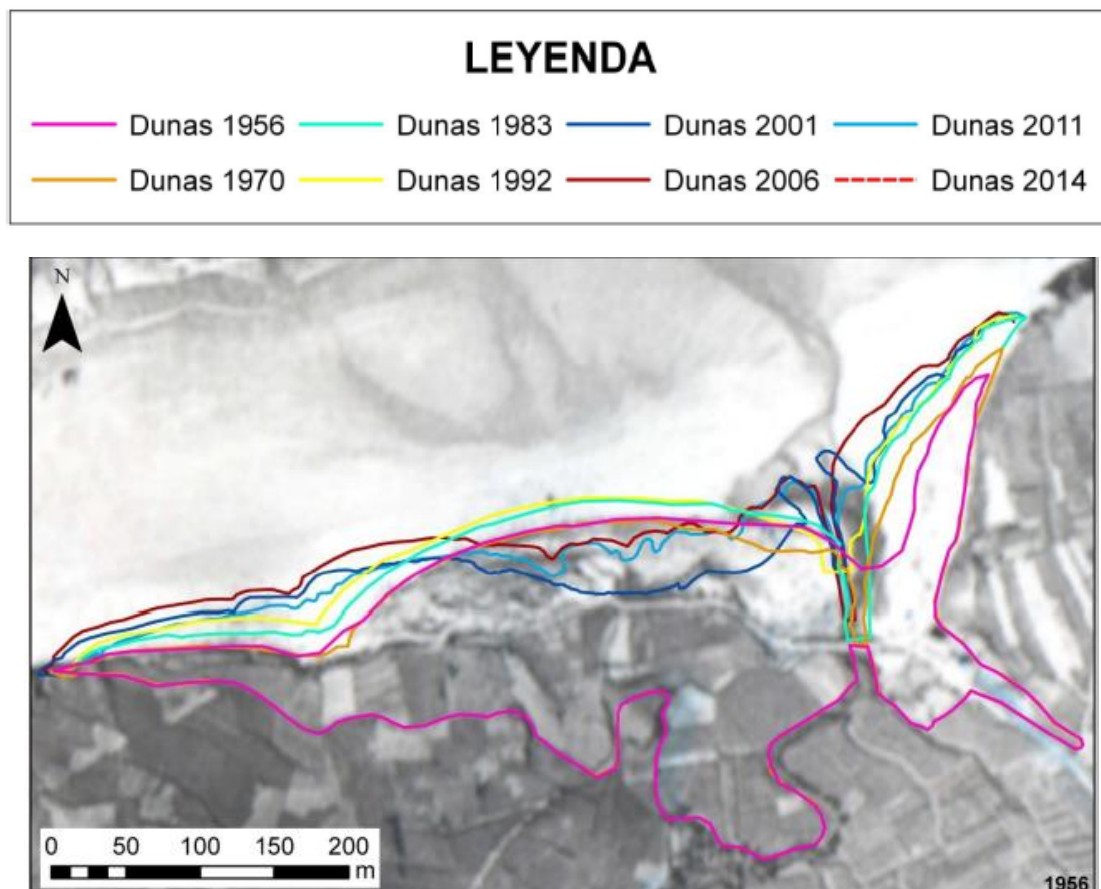 LEYENDA
Dunas 1956 Dunas 1983 Dunas 2001 Dunas 2011
Dunas 1970 Dunas 1992 Dunas 2006 Dunas 2014
N
0 50 100 150 200
m
1956